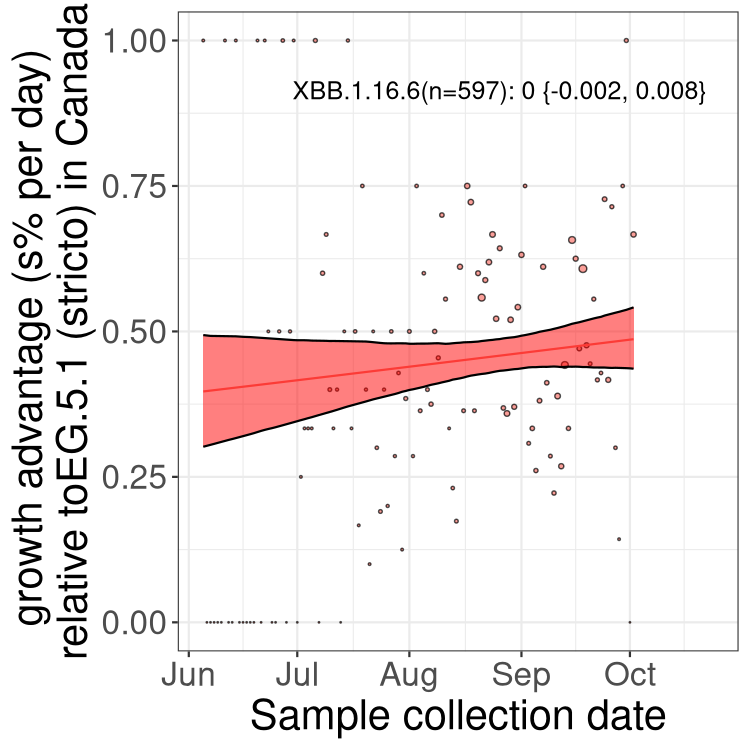 growth advantage (s% per day)
relative toEG.5.1 (stricto) in Canada
1.00
0.75
0.50
0.25
0.00
XBB.1.16.6(n=597): 0 {-0.002, 0.008}
Jun Jul Aug Sep Oct
Sample collection date